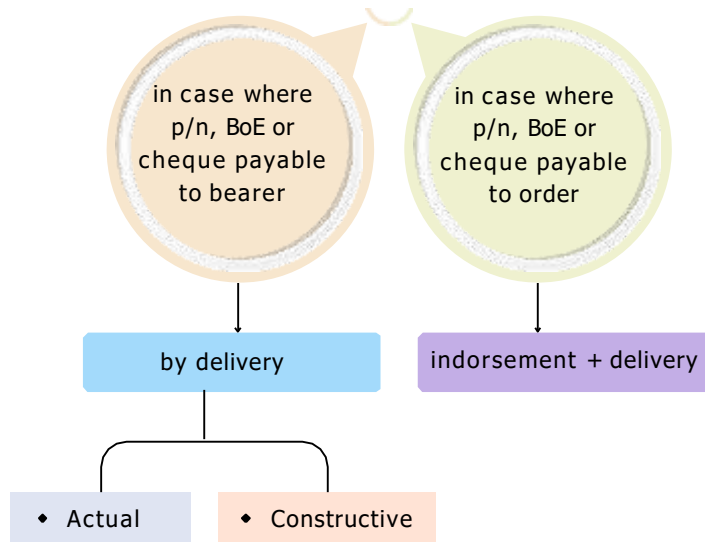 in case where
p/n, BoE or
cheque payable
to bearer
in case where
p/n, BoE or
cheque payable
to order
by delivery
indorsement + delivery
• Actual
• Constructive